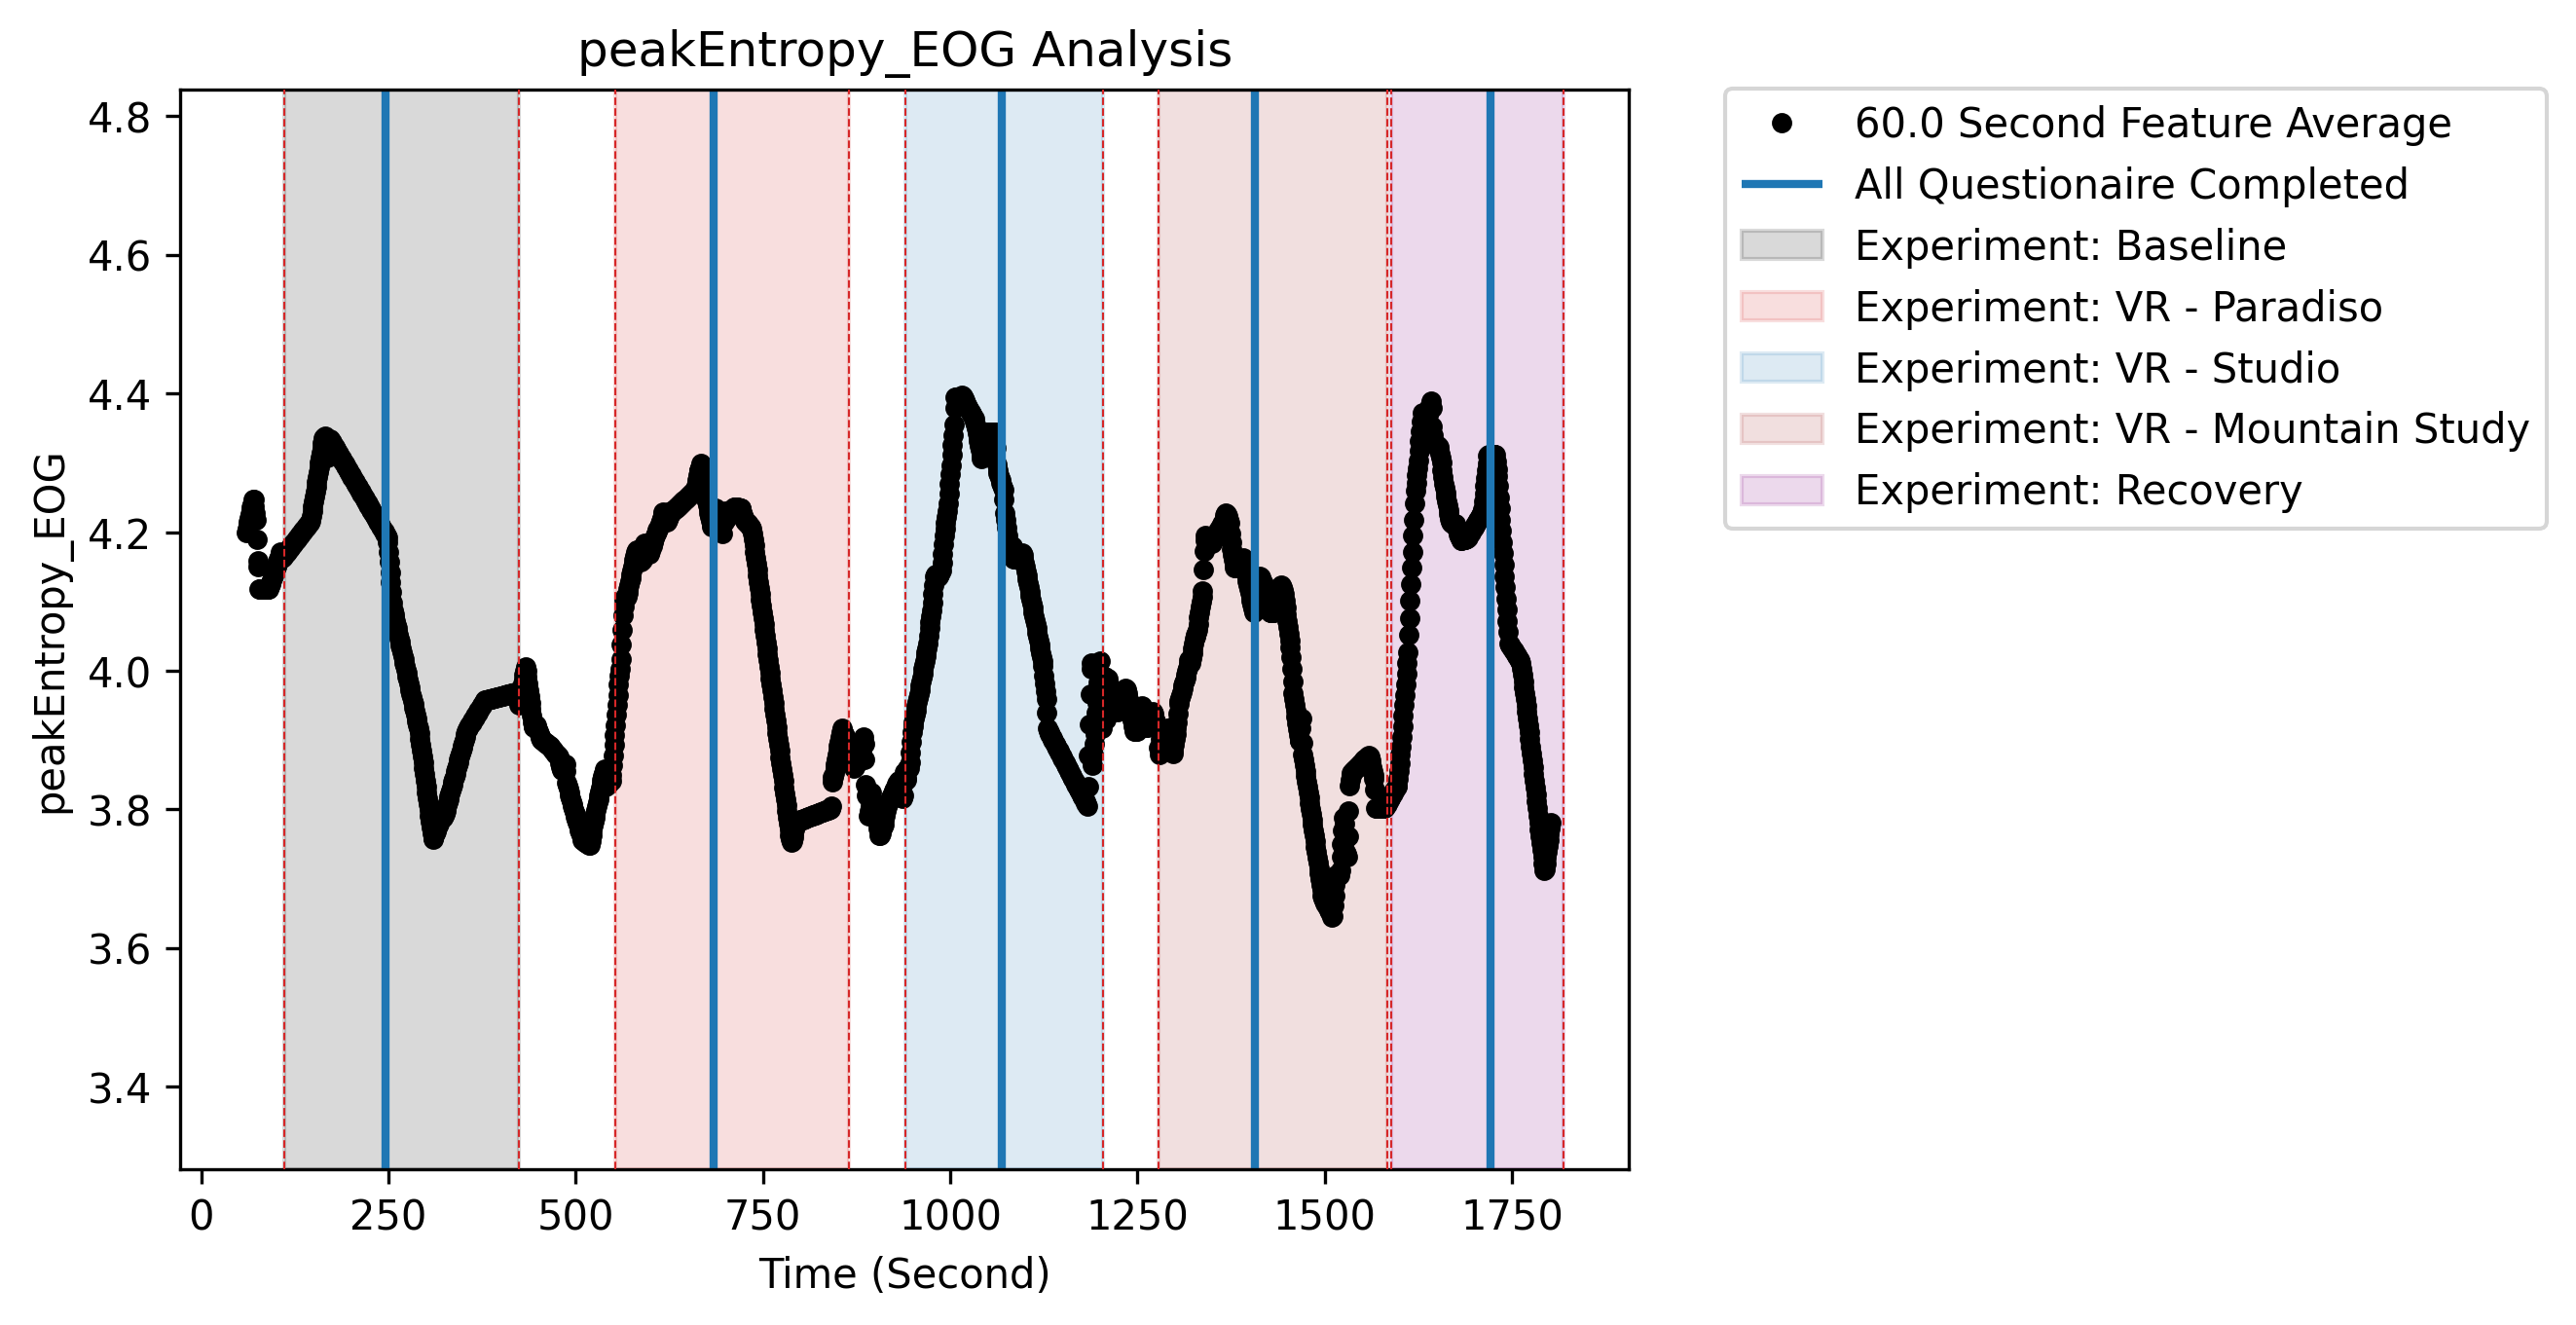 peakEntropy_EOG Analysis
4.8
4.6
4.4
4.2
4.0
3.8
3.6
3.4
peakEntropy_EOG
0 250 500 750 1000 1250 1500 1750
Time (Second)
60.0 Second Feature Average
All Questionaire Completed
Experiment: Baseline
Experiment: VR - Paradiso
Experiment: VR - Studio
Experiment: VR - Mountain Study
Experiment: Recovery